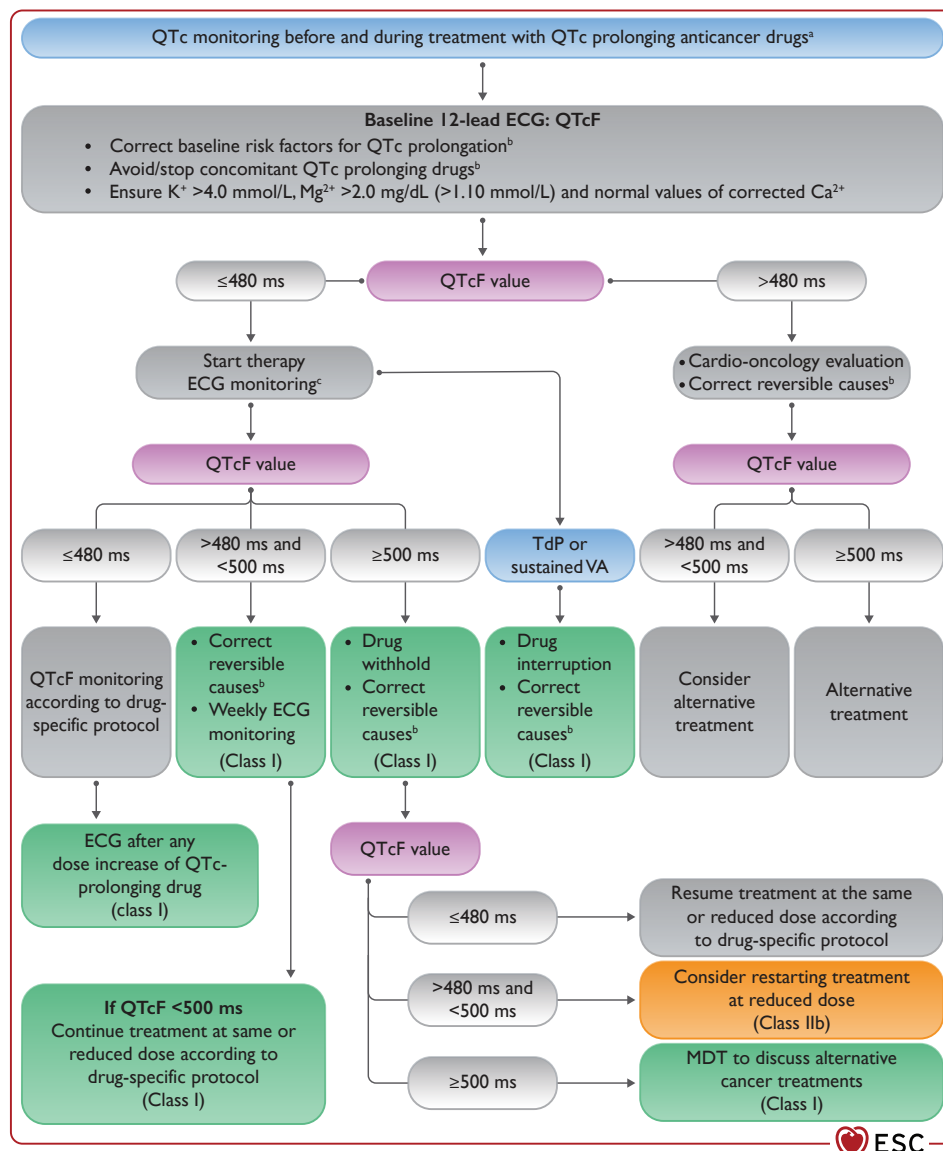 QTc monitoring before and during treatment with QTc prolonging anticancer drugsᵃ
Baseline 12-lead ECG: QTcF
• Correct baseline risk factors for QTc prolongationᵇ
• Avoid/stop concomitant QTc prolonging drugsᵇ
• Ensure K⁺ >4.0 mmol/L, Mg²⁺ >2.0 mg/dL (>1.10 mmol/L) and normal values of corrected Ca²⁺
≤480 ms
QTcF value
>480 ms
Start therapy
ECG monitoringᶜ
• Cardio-oncology evaluation
• Correct reversible causesᵇ
QTcF value
QTcF value
≤480 ms
>480 ms and
<500 ms
≥500 ms
TdP or
sustained VA
>480 ms and
<500 ms
≥500 ms
QTcF monitoring
according to drug-
specific protocol
• Correct
reversible
causesᵇ
• Weekly ECG
monitoring
(Class I)
• Drug
withhold
• Correct
reversible
causesᵇ
(Class I)
• Drug
interruption
• Correct
reversible
causesᵇ
(Class I)
Consider
alternative
treatment
Alternative
treatment
ECG after any
dose increase of QTc-
prolonging drug
(class I)
QTcF value
≤480 ms
Resume treatment at the same
or reduced dose according
to drug-specific protocol
>480 ms and
<500 ms
Consider restarting treatment
at reduced dose
(Class IIb)
If QTcF <500 ms
Continue treatment at same or
reduced dose according to
drug-specific protocol
(Class I)
≥500 ms
MDT to discuss alternative
cancer treatments
(Class I)
ESC